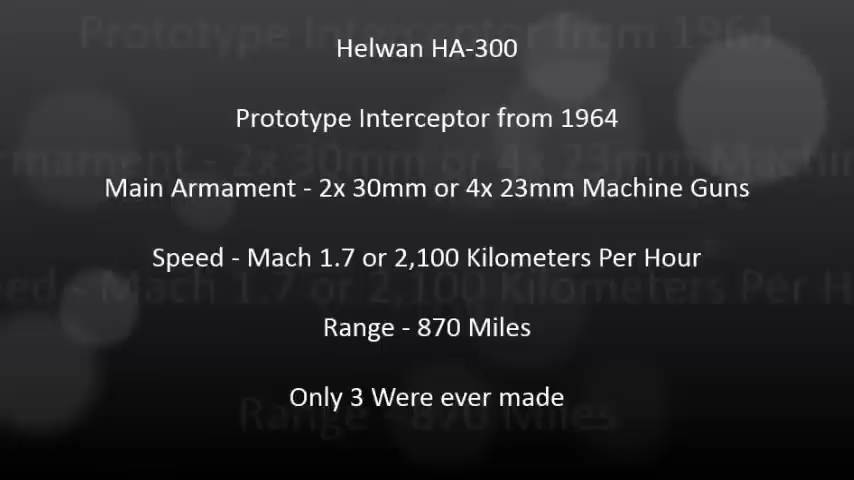 Helwan HA-300
Prototype Interceptor from 1964
Main Armament - 2x 30mm or 4x 23mm Machine Guns
Speed - Mach 1.7 or 2,100 Kilometers Per Hour
Range - 870 Miles
Only 3 Were ever made